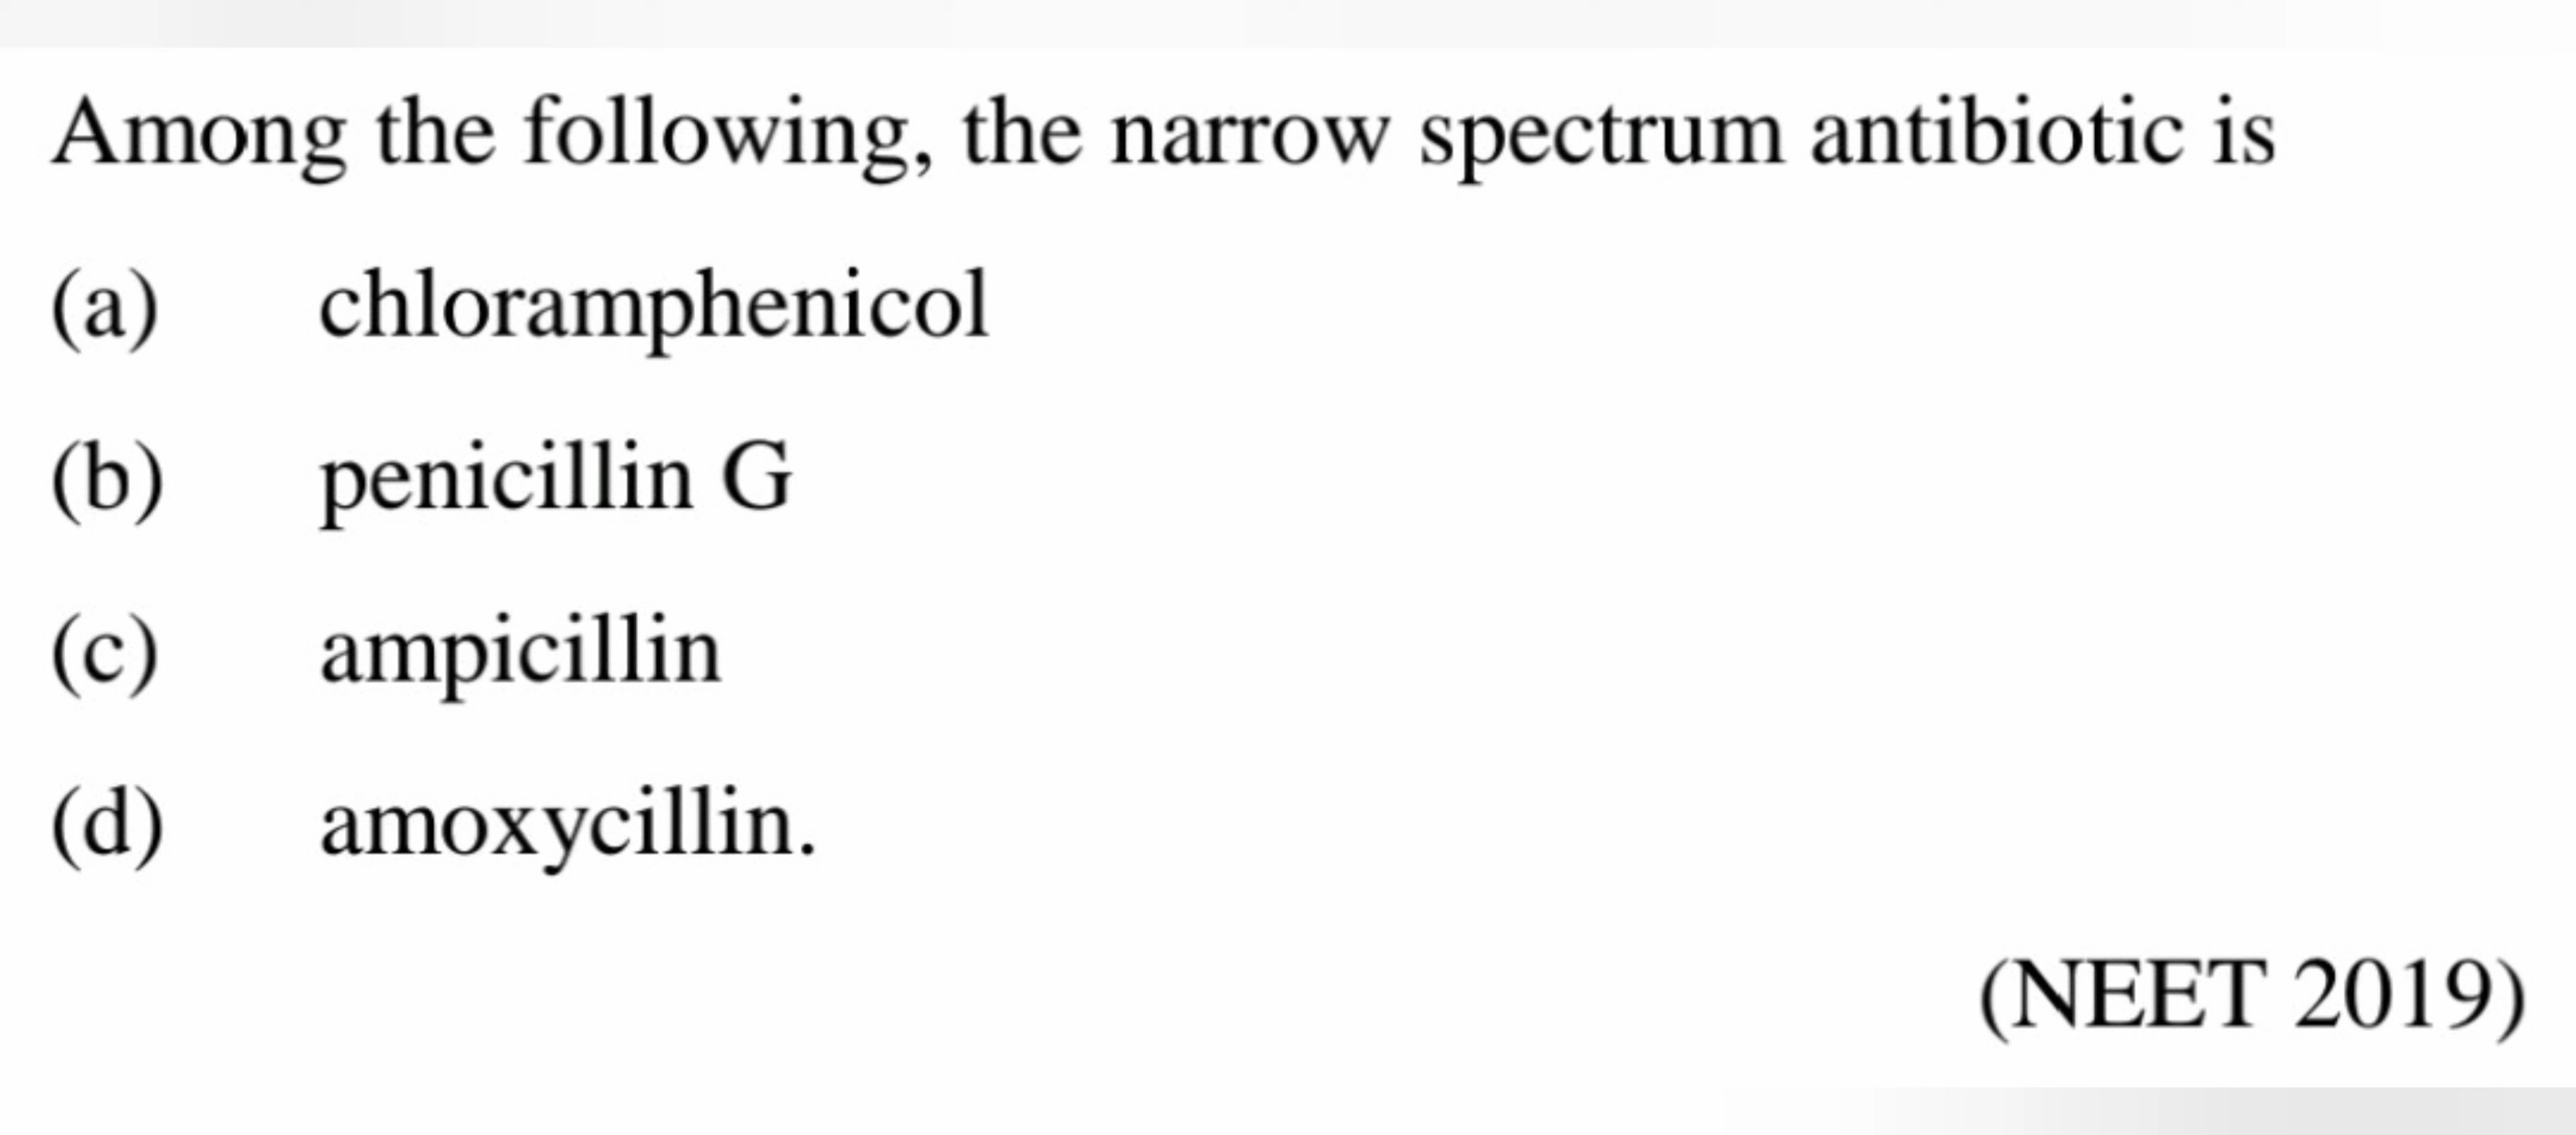 Among the following, the narrow spectrum antibiotic is
(a) chloramphenicol
(b) penicillin G
(c) ampicillin
(d) amoxycillin.
(NEET 2019)